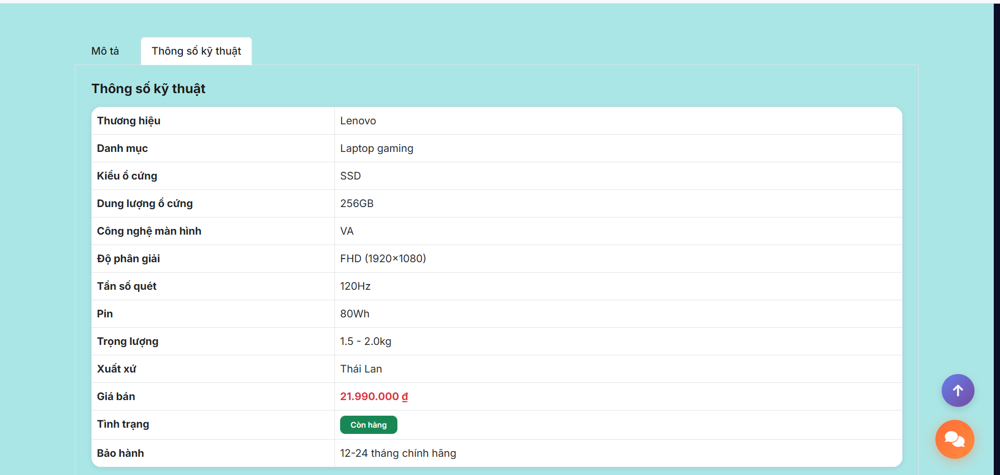 Mô tả
Thông số kỹ thuật
Thông số kỹ thuật
Thương hiệu Lenovo
Danh mục Laptop gaming
Kiểu ổ cứng SSD
Dung lượng ổ cứng 256GB
Công nghệ màn hình VA
Độ phân giải FHD (1920×1080)
Tần số quét 120Hz
Pin 80Wh
Trọng lượng 1.5 - 2.0kg
Xuất xứ Thái Lan
Giá bán 21.990.000 ₫
Tình trạng Còn hàng
Bảo hành 12-24 tháng chính hãng